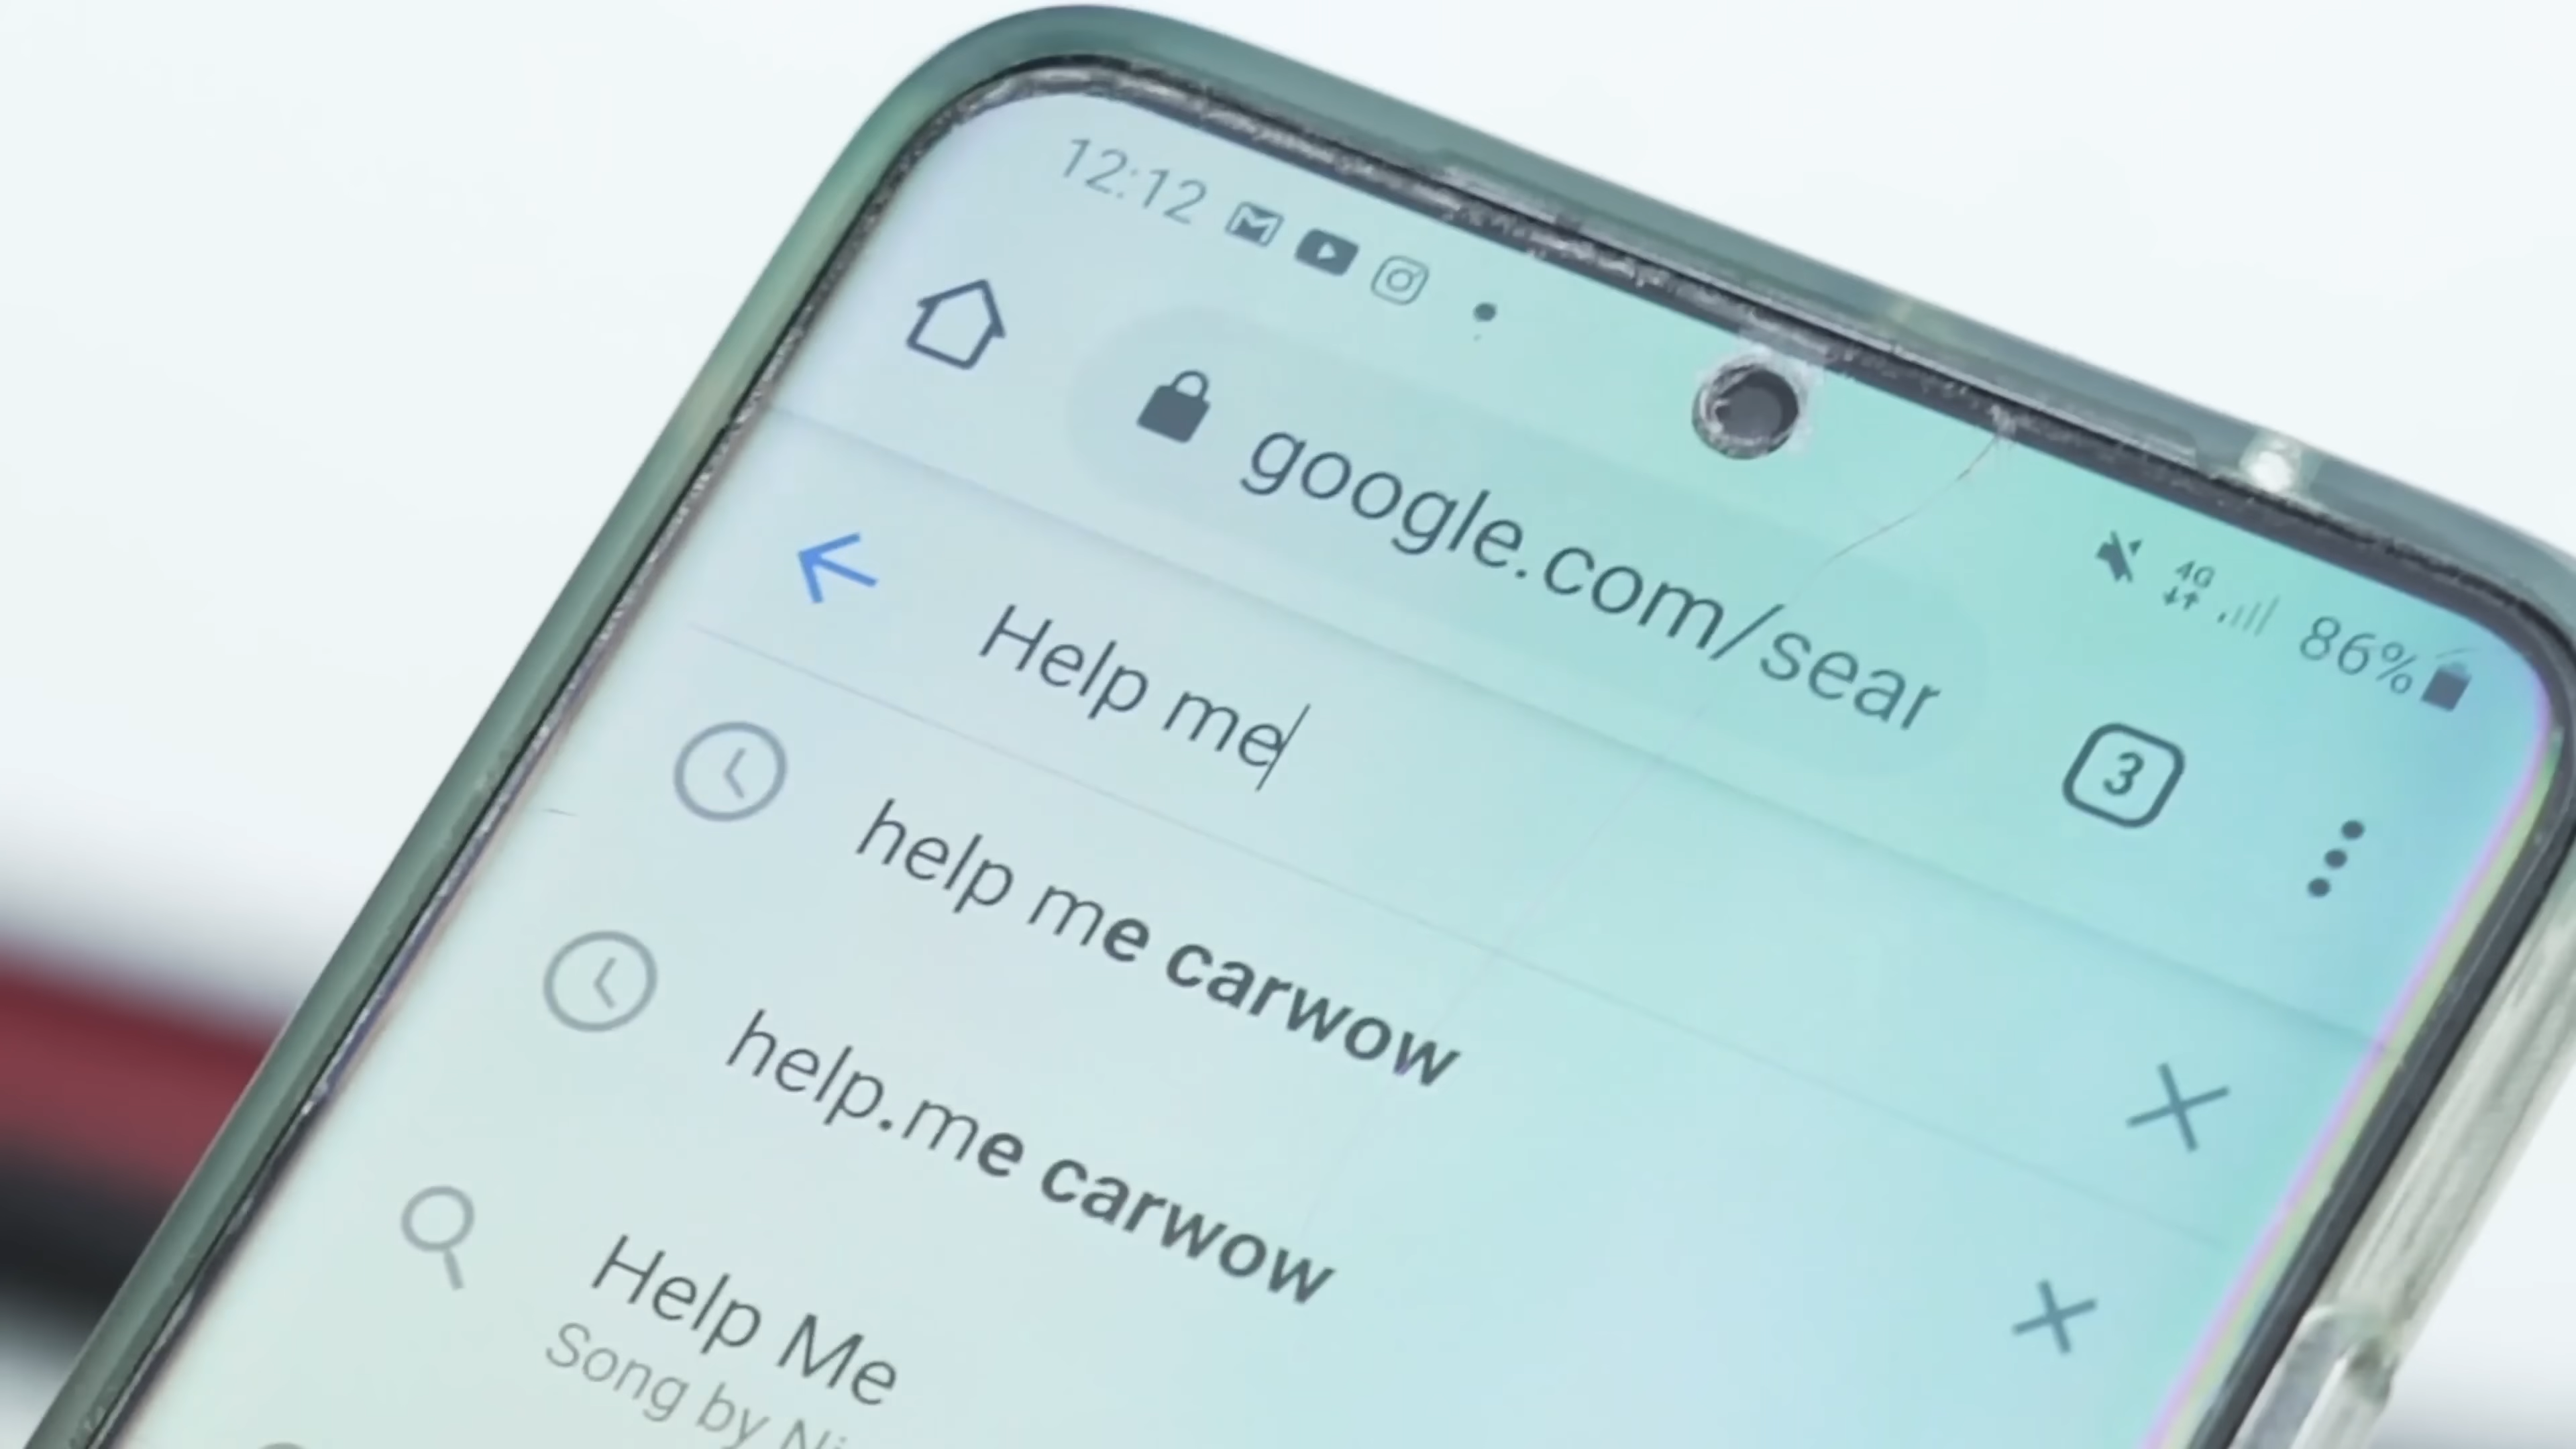 12:12
4G 86%
google.com/sear
3
Help me
help me carwow
help.me carwow
Help Me
Song by